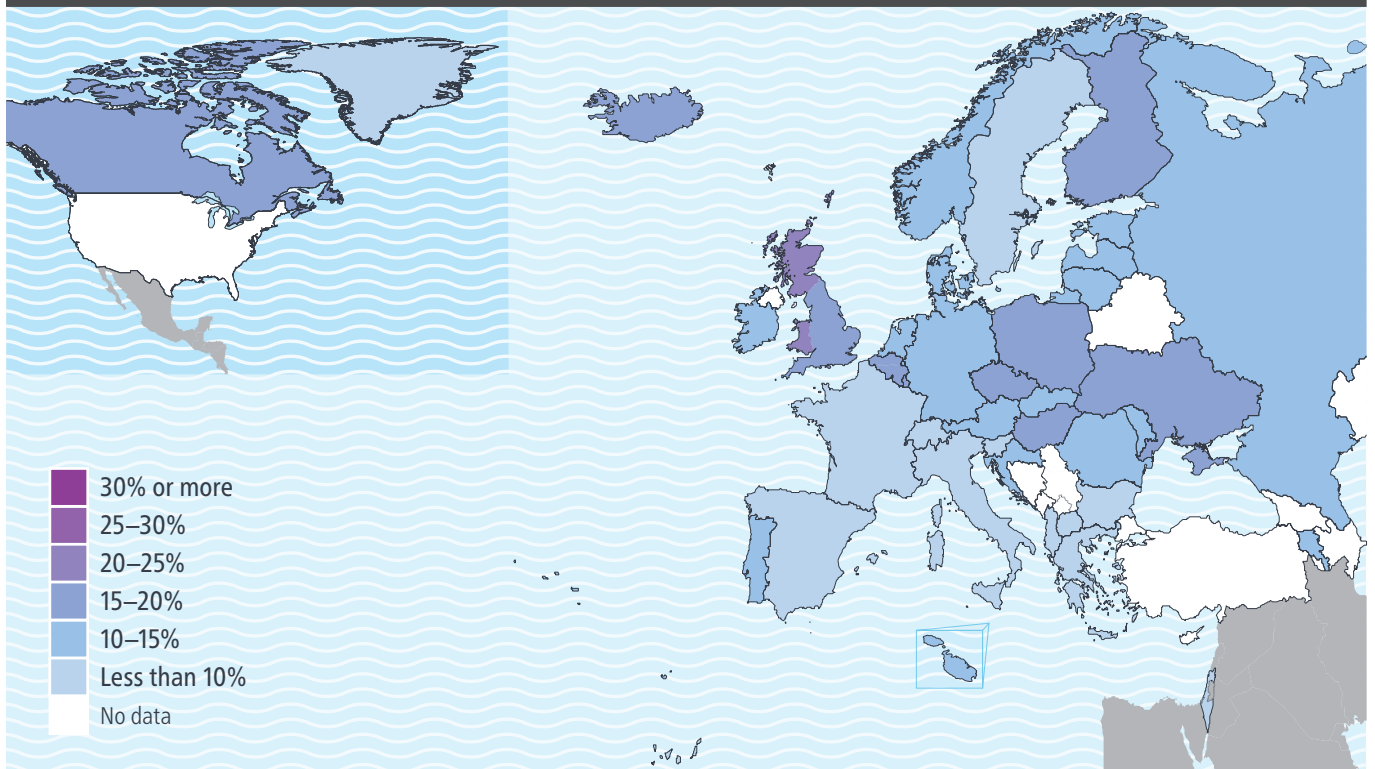 30% or more
25–30%
20–25%
15–20%
10–15%
Less than 10%
No data